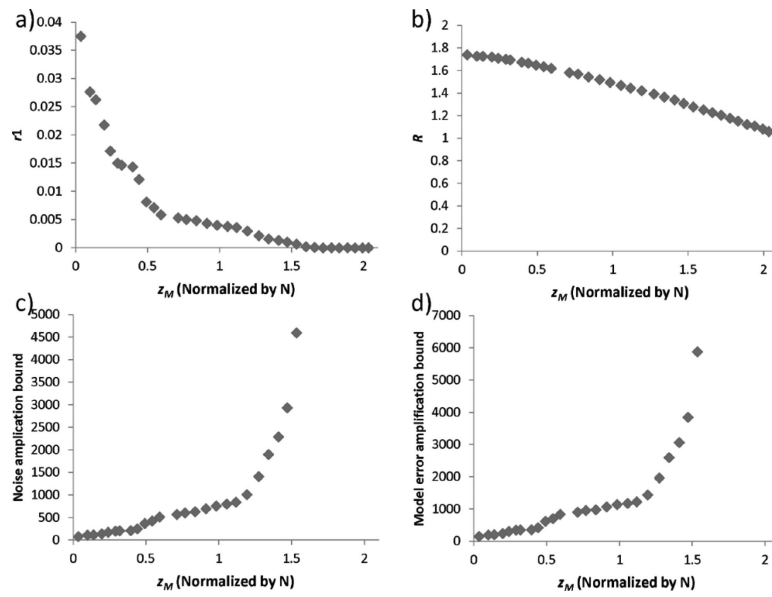 a)
0.04
0.035
0.03
0.025
0.02
0.015
0.01
0.005
0
r1
0 0.5 1 1.5 2
zM (Normalized by N)
b)
2
1.8
1.6
1.4
1.2
1
0.8
0.6
0.4
0.2
0
R
0 0.5 1 1.5 2
zM (Normalized by N)
c)
5000
4500
4000
3500
3000
2500
2000
1500
1000
500
0
Noise amplication bound
0 0.5 1 1.5 2
zM (Normalized by N)
d)
7000
6000
5000
4000
3000
2000
1000
0
Model error amplification bound
0 0.5 1 1.5 2
zM (Normalized by N)